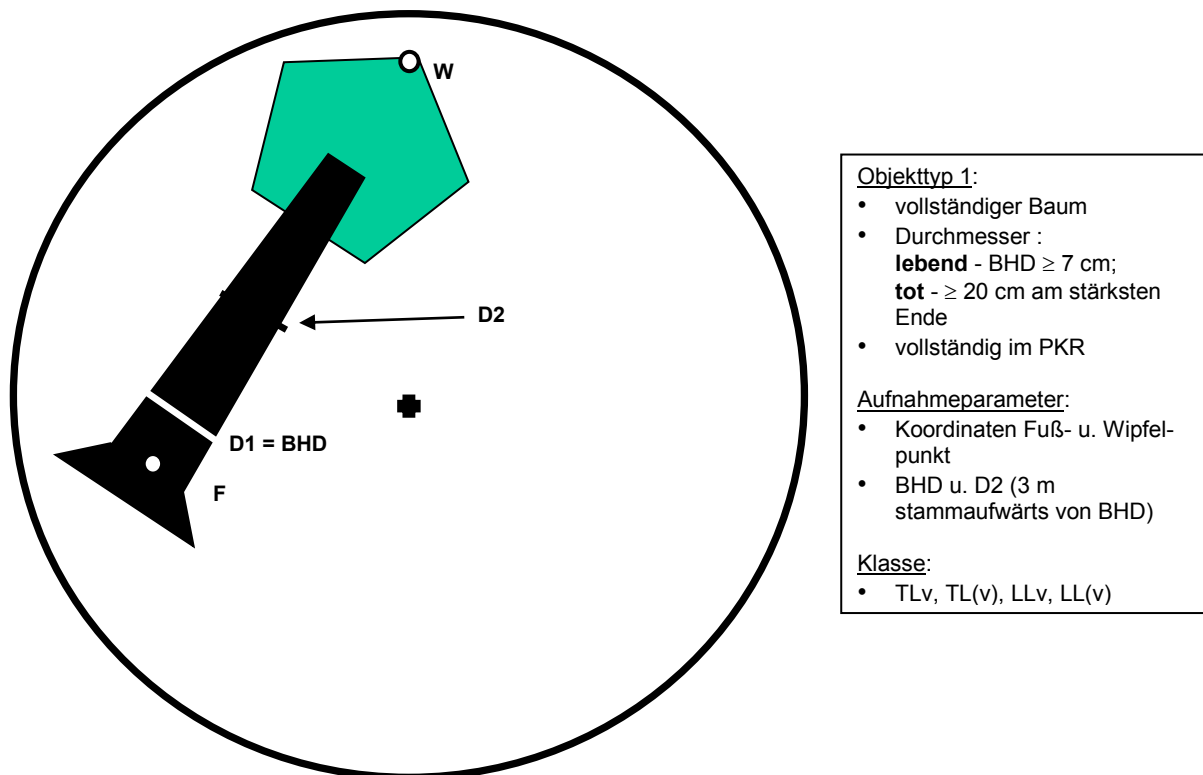 W
D2
D1 = BHD
F
Objekttyp 1:
• vollständiger Baum
• Durchmesser :
lebend - BHD ≥ 7 cm;
tot - ≥ 20 cm am stärksten
Ende
• vollständig im PKR
Aufnahmeparameter:
• Koordinaten Fuß- u. Wipfel-
punkt
• BHD u. D2 (3 m
stammaufwärts von BHD)
Klasse:
• TLv, TL(v), LLv, LL(v)